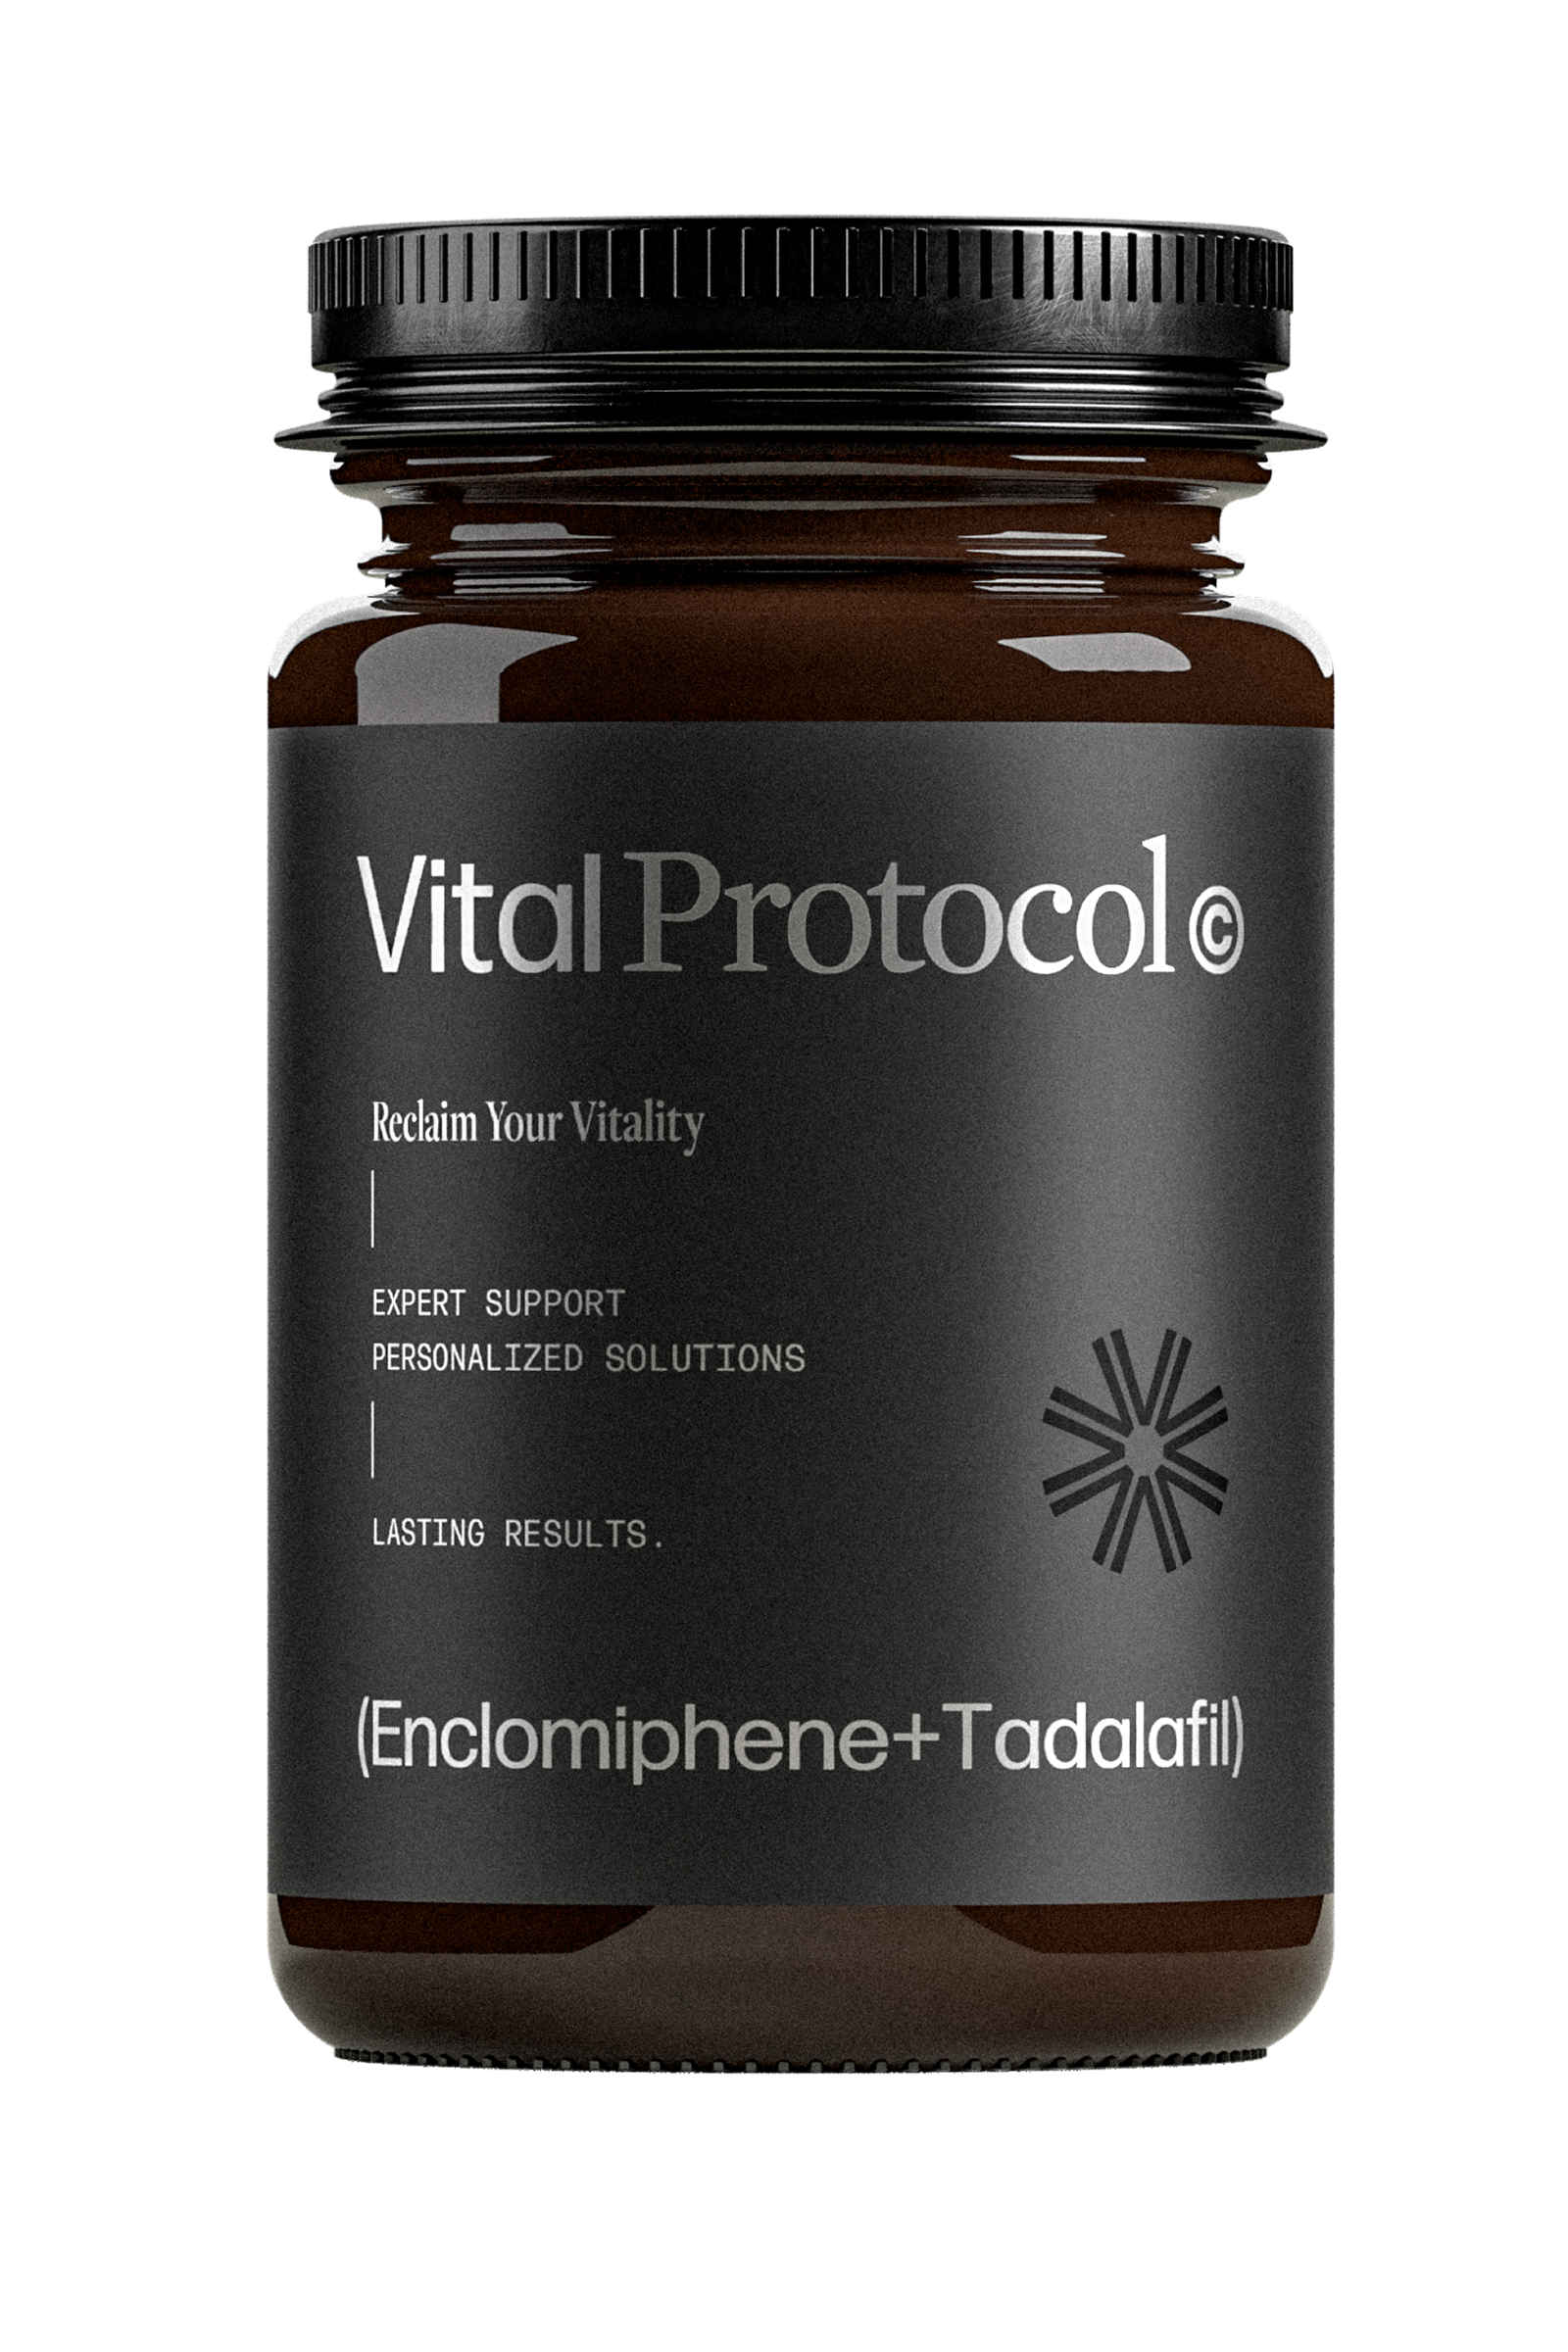 Vital Protocol ©
Reclaim Your Vitality
EXPERT SUPPORT
PERSONALIZED SOLUTIONS
LASTING RESULTS.
(Enclomiphene+Tadalafil)